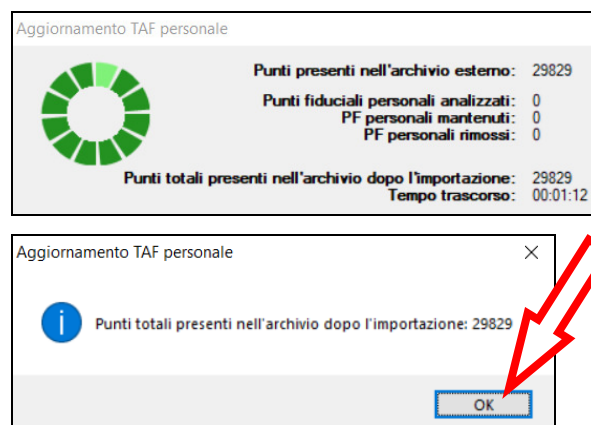 Aggiornamento TAF personale
Punti presenti nell'archivio esterno: 29829
Punti fiduciali personali analizzati: 0
PF personali mantenuti: 0
PF personali rimossi: 0
Punti totali presenti nell'archivio dopo l'importazione: 29829
Tempo trascorso: 00:01:12
Aggiornamento TAF personale
Punti totali presenti nell'archivio dopo l'importazione: 29829
OK